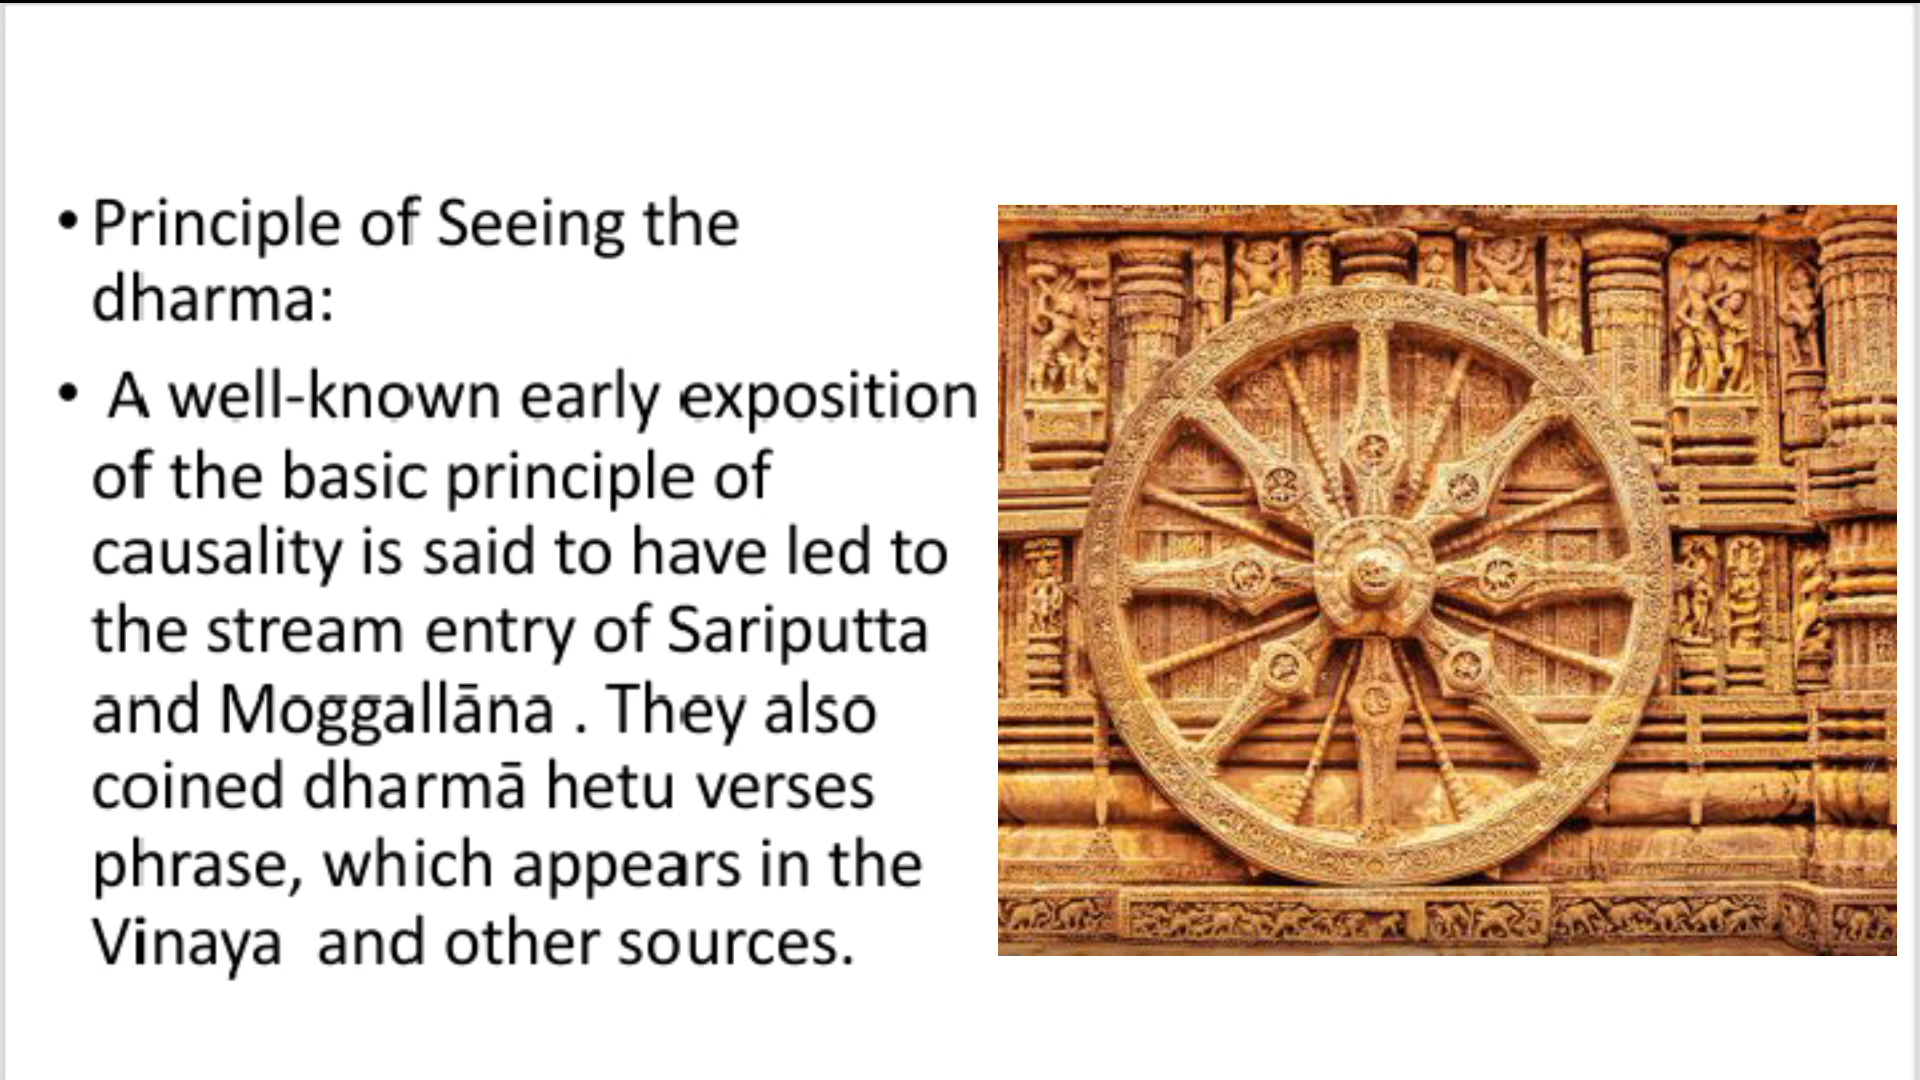 • Principle of Seeing the
dharma:
• A well-known early exposition
of the basic principle of
causality is said to have led to
the stream entry of Sariputta
and Moggallāna . They also
coined dharmā hetu verses
phrase, which appears in the
Vinaya  and other sources.